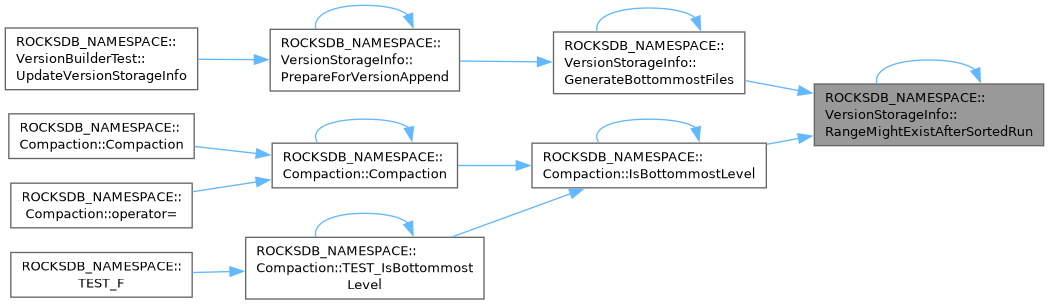 ROCKSDB_NAMESPACE::
VersionBuilderTest::
UpdateVersionStorageInfo
ROCKSDB_NAMESPACE::
VersionStorageInfo::
PrepareForVersionAppend
ROCKSDB_NAMESPACE::
VersionStorageInfo::
GenerateBottommostFiles
ROCKSDB_NAMESPACE::
VersionStorageInfo::
RangeMightExistAfterSortedRun
ROCKSDB_NAMESPACE::
Compaction::Compaction
ROCKSDB_NAMESPACE::
Compaction::Compaction
ROCKSDB_NAMESPACE::
Compaction::IsBottommostLevel
ROCKSDB_NAMESPACE::
Compaction::operator=
ROCKSDB_NAMESPACE::
Compaction::TEST_IsBottommost
Level
ROCKSDB_NAMESPACE::
TEST_F